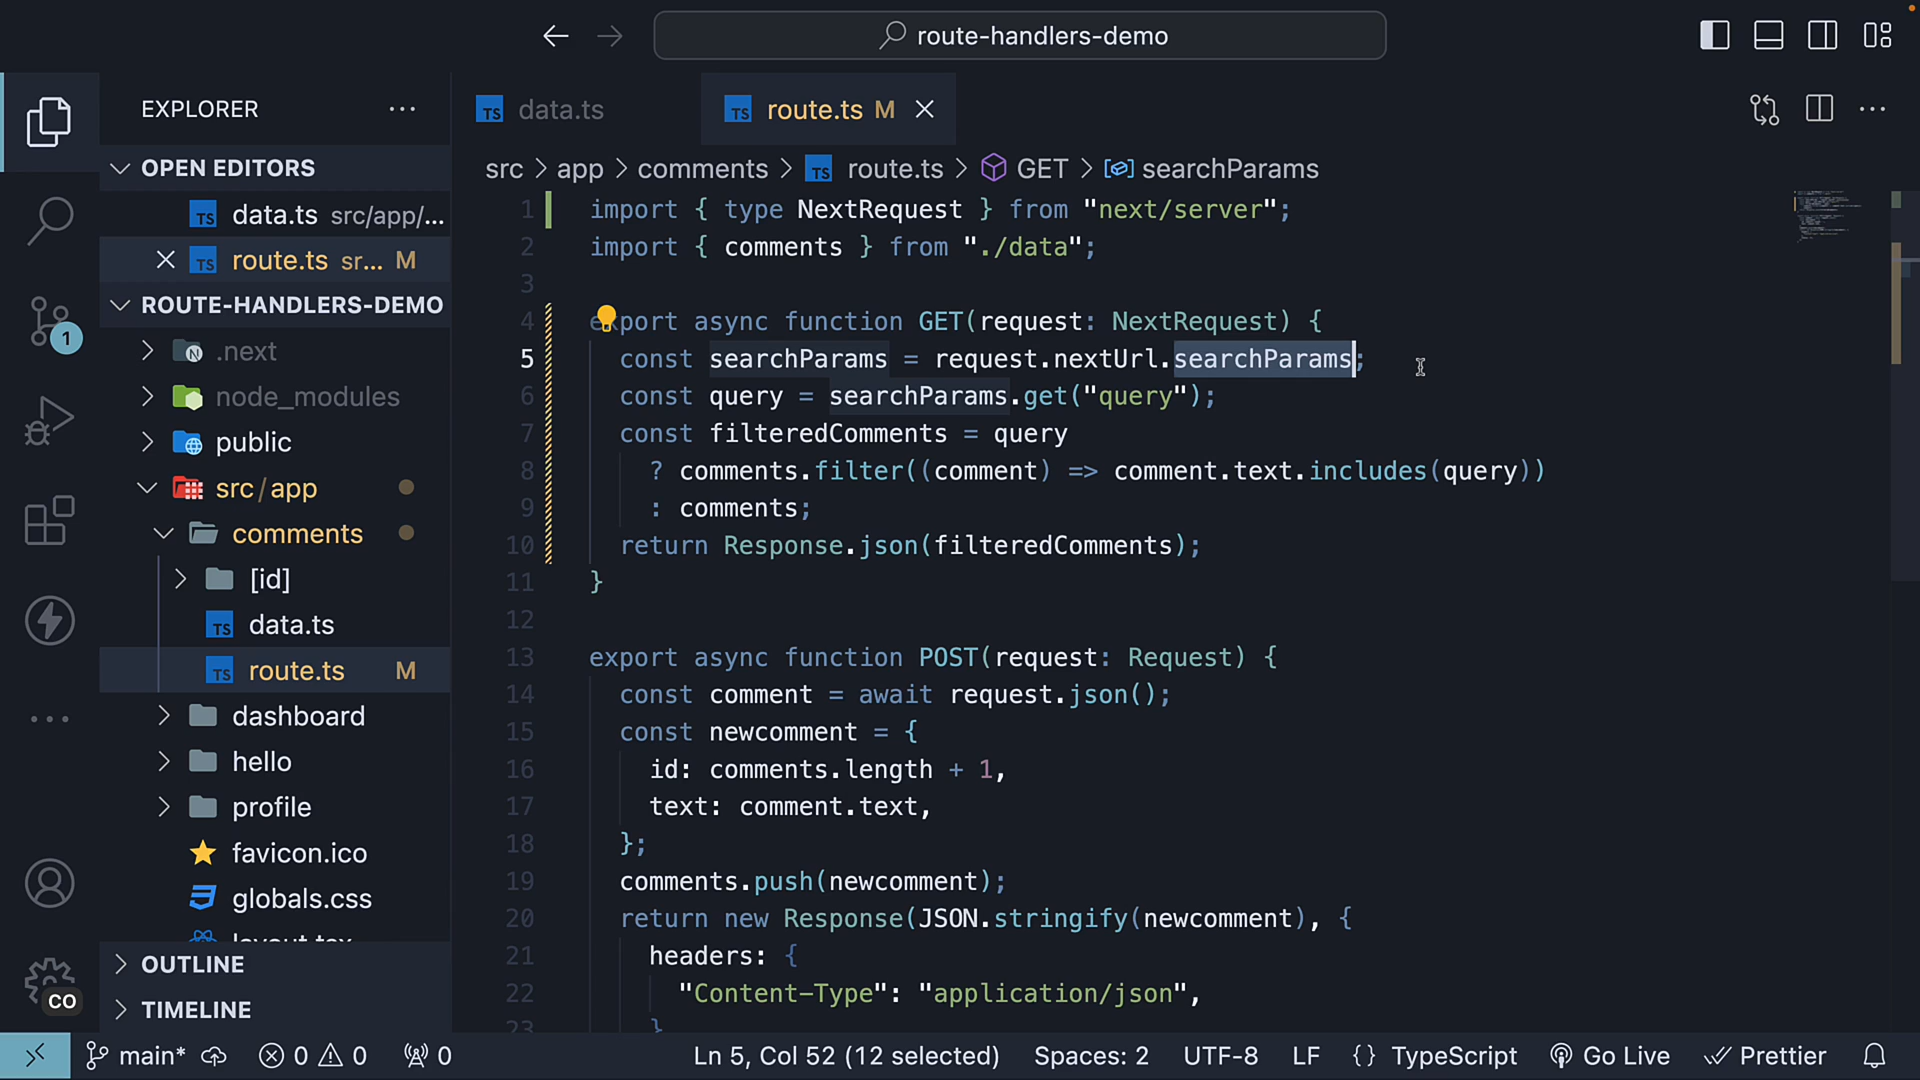 route-handlers-demo
EXPLORER
OPEN EDITORS
TS data.ts src/app/...
TS route.ts sr... M
ROUTE-HANDLERS-DEMO
.next
node_modules
public
src/app
comments
[id]
TS data.ts
TS route.ts M
dashboard
hello
profile
favicon.ico
globals.css
OUTLINE
TIMELINE
1
CO
TS data.ts
TS route.ts M
src > app > comments > TS route.ts > GET > searchParams
1 import { type NextRequest } from "next/server";
2 import { comments } from "./data";
3
4 export async function GET(request: NextRequest) {
5 const searchParams = request.nextUrl.searchParams;
6 const query = searchParams.get("query");
7 const filteredComments = query
8 ? comments.filter((comment) => comment.text.includes(query))
9 : comments;
10 return Response.json(filteredComments);
11 }
12
13 export async function POST(request: Request) {
14 const comment = await request.json();
15 const newcomment = {
16 id: comments.length + 1,
17 text: comment.text,
18 };
19 comments.push(newcomment);
20 return new Response(JSON.stringify(newcomment), {
21 headers: {
22 "Content-Type": "application/json",
23 }
main* 0 0 0 Ln 5, Col 52 (12 selected) Spaces: 2 UTF-8 LF {} TypeScript Go Live Prettier